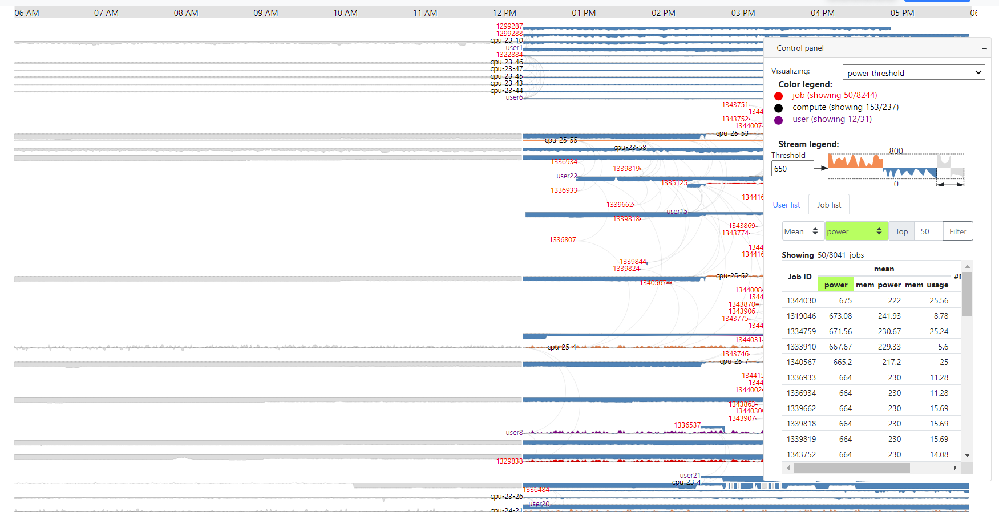 06 AM 07 AM 08 AM 09 AM 10 AM 11 AM 12 PM 01 PM 02 PM 03 PM 04 PM 05 PM 06
1299287
1299288
cpu-23-10
user1
1322884
cpu-23-46
cpu-23-47
cpu-23-45
cpu-23-43
cpu-23-44
user6
1343751
1344
1343752
1344007
cpu-25-53
cpu-25-55
cpu-23-58
1336934
1339819
user22
1335125
1336933
134416
1339662
user15
1339818
1343869
1343774
1336807
1344
134416
1339844
1339824
cpu-25-52
1340567
1344008
1344
1343870
1343906
1343775
1344
1344031
cpu-25-4
1343746
cpu-25-7
134415
1344
1344002
1343863
1344030
1343907
1336537
user8
1329838
user21
cpu-23-4
1336484
cpu-23-26
user20
cpu-24-21
Control panel
Visualizing: power threshold
Color legend:
job (showing 50/8244)
compute (showing 153/237)
user (showing 12/31)
Stream legend:
Threshold 800
650
0
User list Job list
Mean power Top 50 Filter
Showing 50/8041 jobs
mean
Job ID
power mem_power mem_usage
1344030 675 222 25.56
1319046 673.08 241.93 8.78
1334759 671.56 230.67 25.24
1333910 667.67 229.33 5.6
1340567 665.2 217.2 25
1336933 664 230 11.28
1336934 664 230 11.28
1339662 664 230 15.69
1339818 664 230 15.69
1339819 664 230 15.69
1343752 664 230 14.08